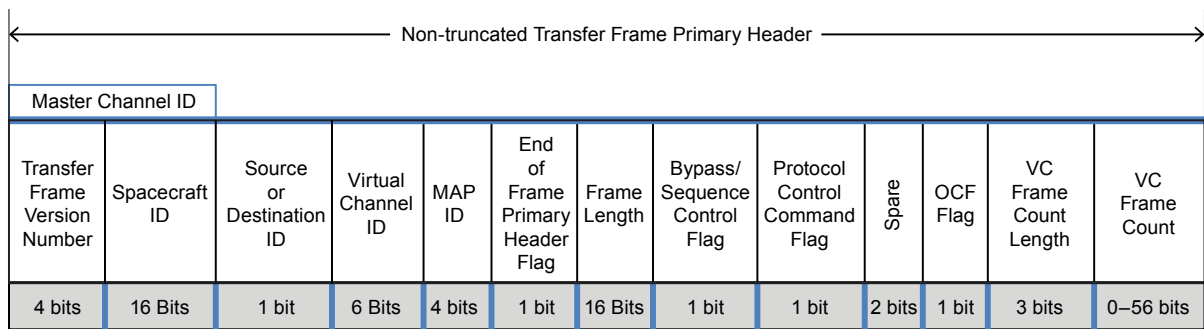 Non-truncated Transfer Frame Primary Header
Master Channel ID
Transfer
Frame
Version
Number
Spacecraft
ID
Source
or
Destination
ID
Virtual
Channel
ID
MAP
ID
End
of
Frame
Primary
Header
Flag
Frame
Length
Bypass/
Sequence
Control
Flag
Protocol
Control
Command
Flag
Spare
OCF
Flag
VC
Frame
Count
Length
VC
Frame
Count
4 bits
16 Bits
1 bit
6 Bits
4 bits
1 bit
16 Bits
1 bit
1 bit
2 bits
1 bit
3 bits
0–56 bits